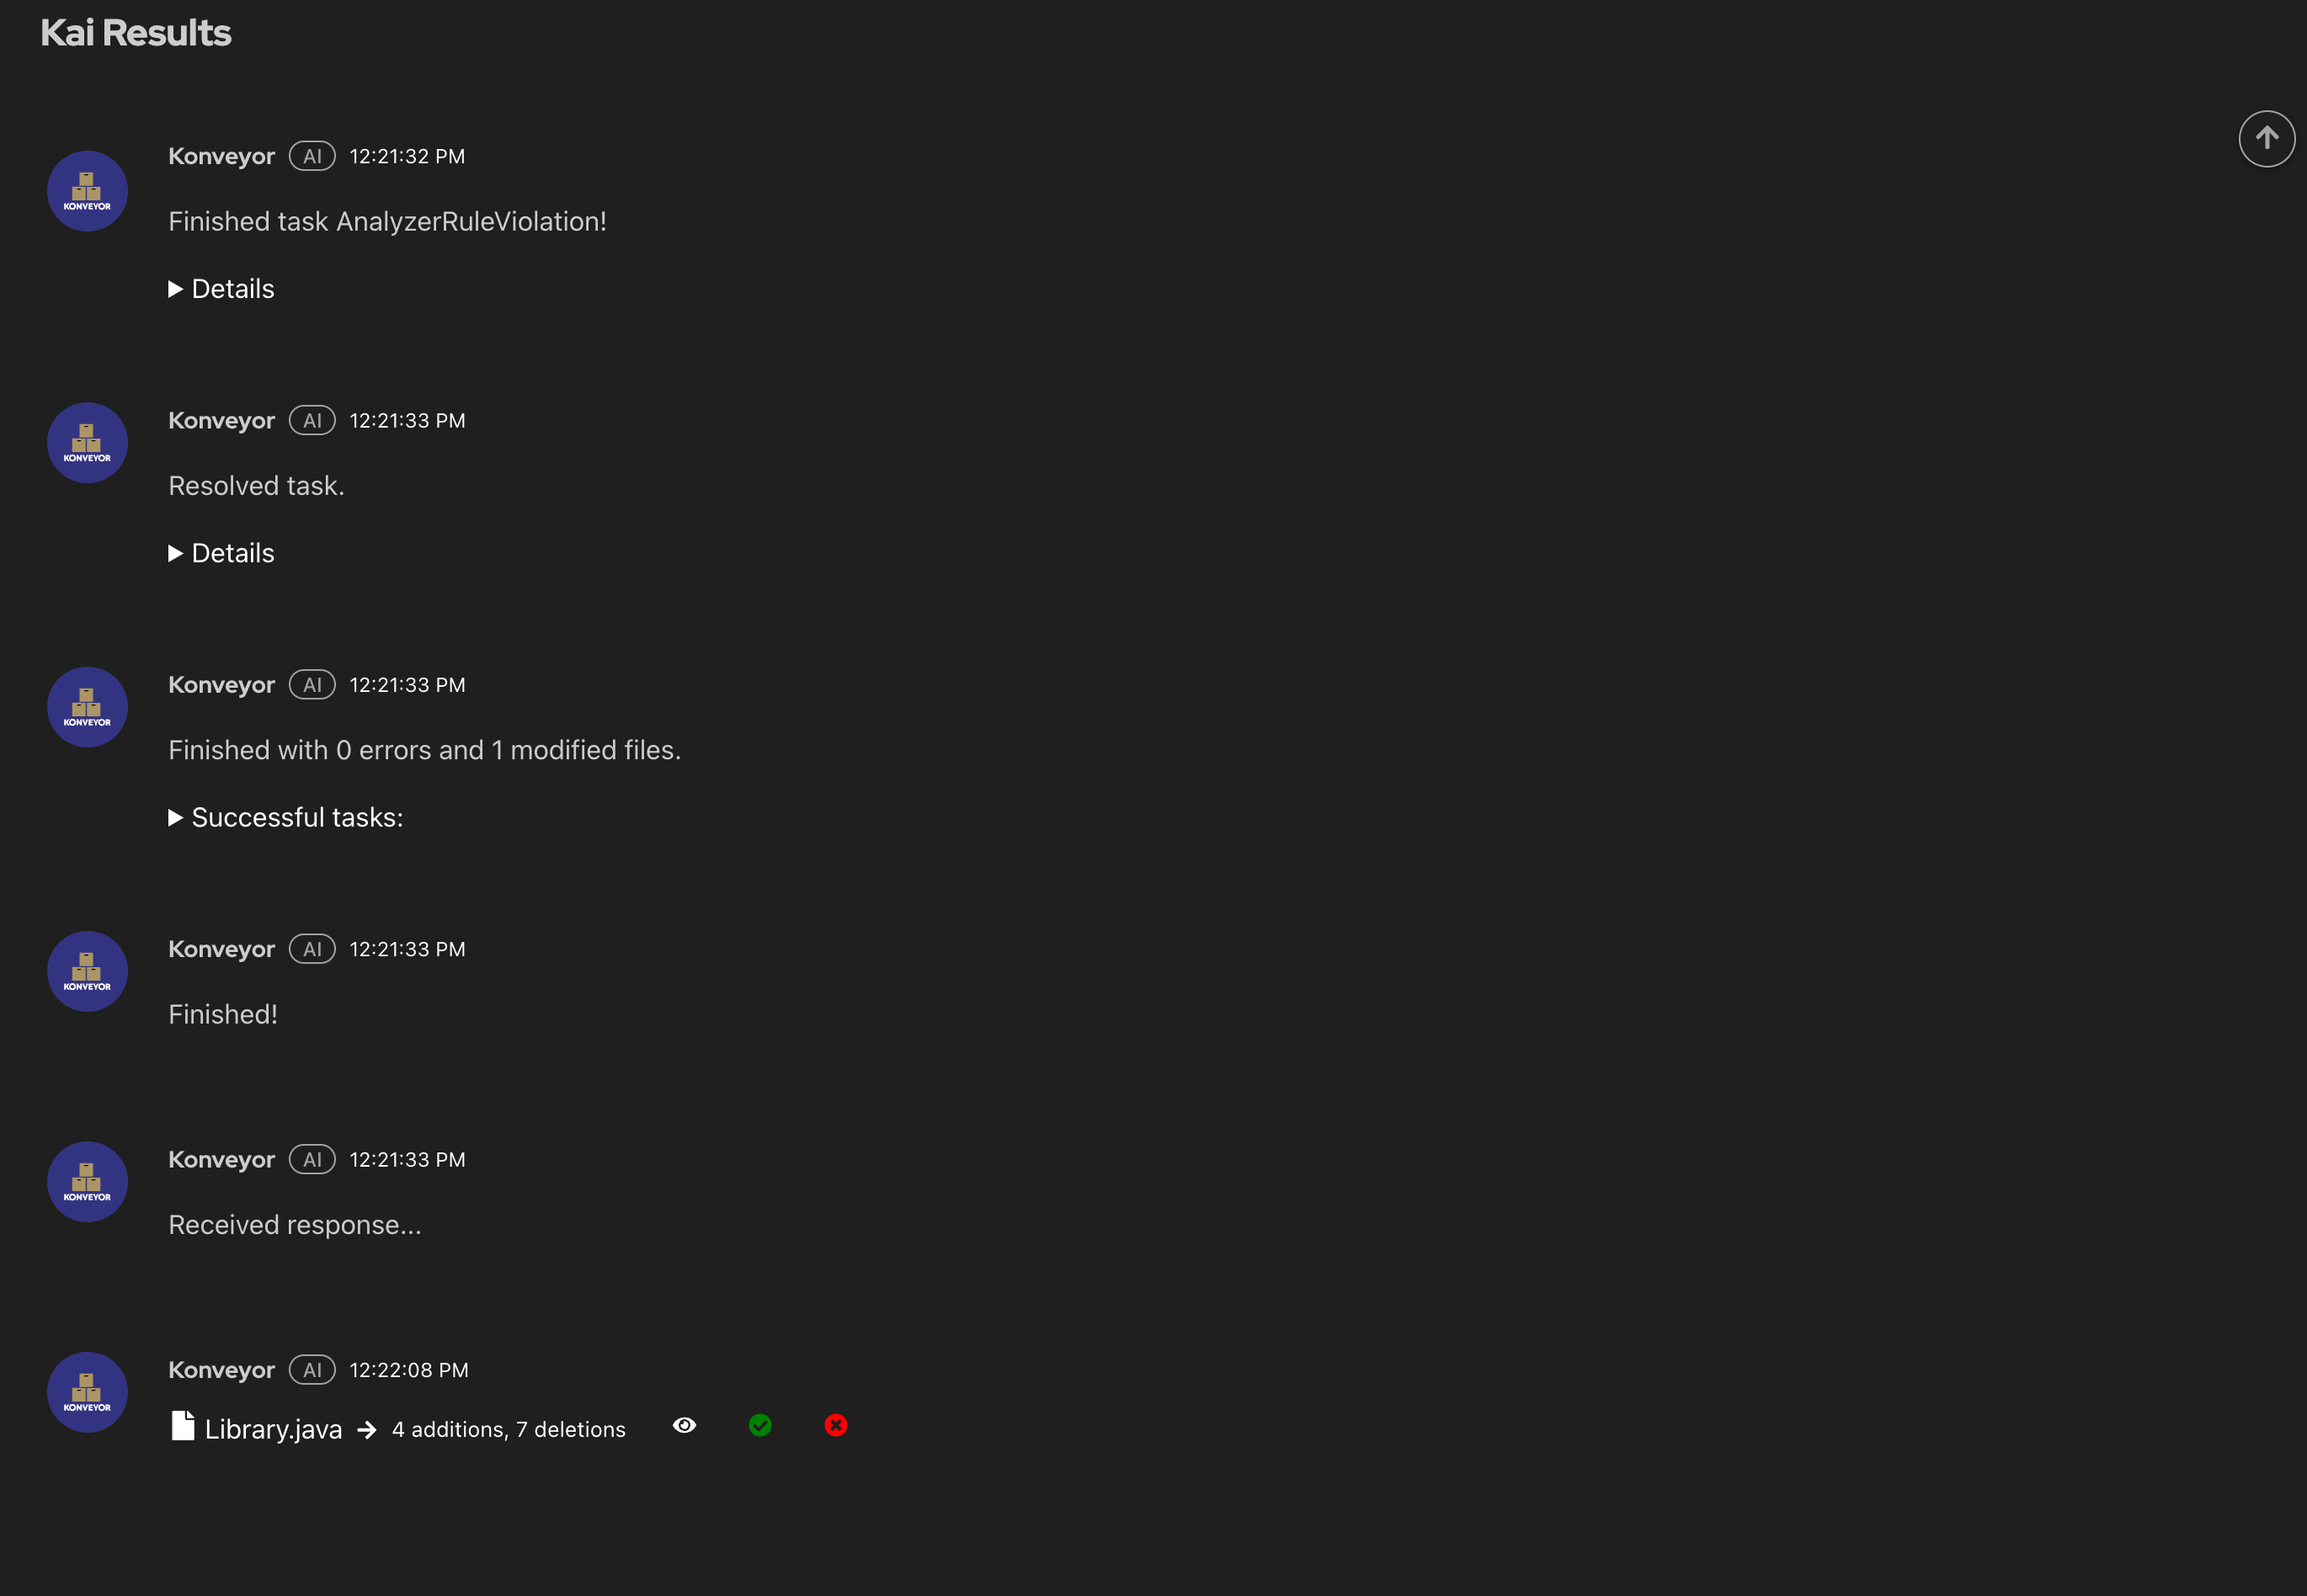 Kai Results
Konveyor AI 12:21:32 PM
KONVEYOR
Finished task AnalyzerRuleViolation!
Details
Konveyor AI 12:21:33 PM
KONVEYOR
Resolved task.
Details
Konveyor AI 12:21:33 PM
KONVEYOR
Finished with 0 errors and 1 modified files.
Successful tasks:
Konveyor AI 12:21:33 PM
KONVEYOR
Finished!
Konveyor AI 12:21:33 PM
KONVEYOR
Received response...
Konveyor AI 12:22:08 PM
KONVEYOR
Library.java → 4 additions, 7 deletions